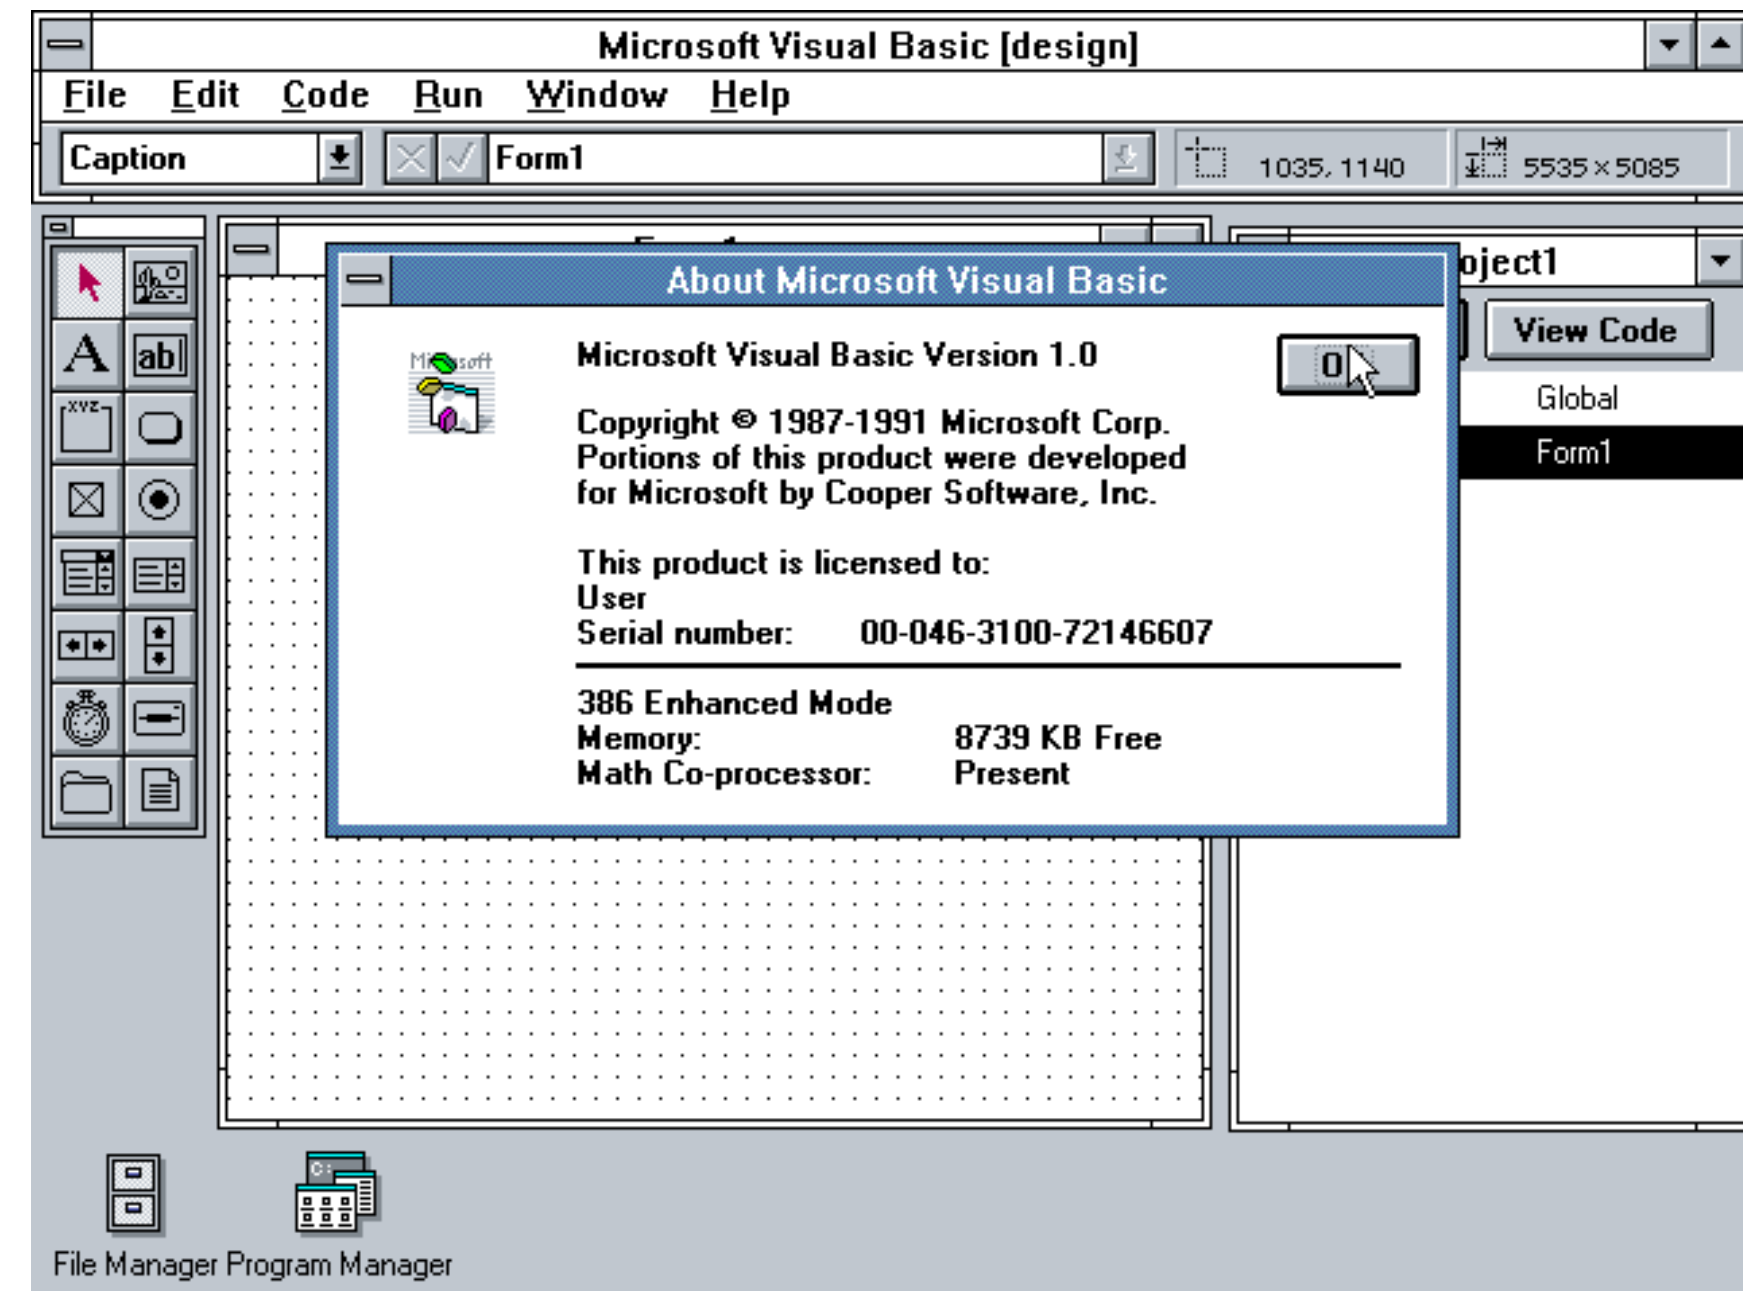 Microsoft Visual Basic [design]
File Edit Code Run Window Help
Caption
Form1
1035, 1140
5535 × 5085
oject1
A
ab
XYZ
About Microsoft Visual Basic
Microsoft
Microsoft Visual Basic Version 1.0
Copyright © 1987-1991 Microsoft Corp.
Portions of this product were developed
for Microsoft by Cooper Software, Inc.
This product is licensed to:
User
Serial number: 00-046-3100-72146607
386 Enhanced Mode
Memory: 8739 KB Free
Math Co-processor: Present
View Code
Global
Form1
C:
File Manager
Program Manager